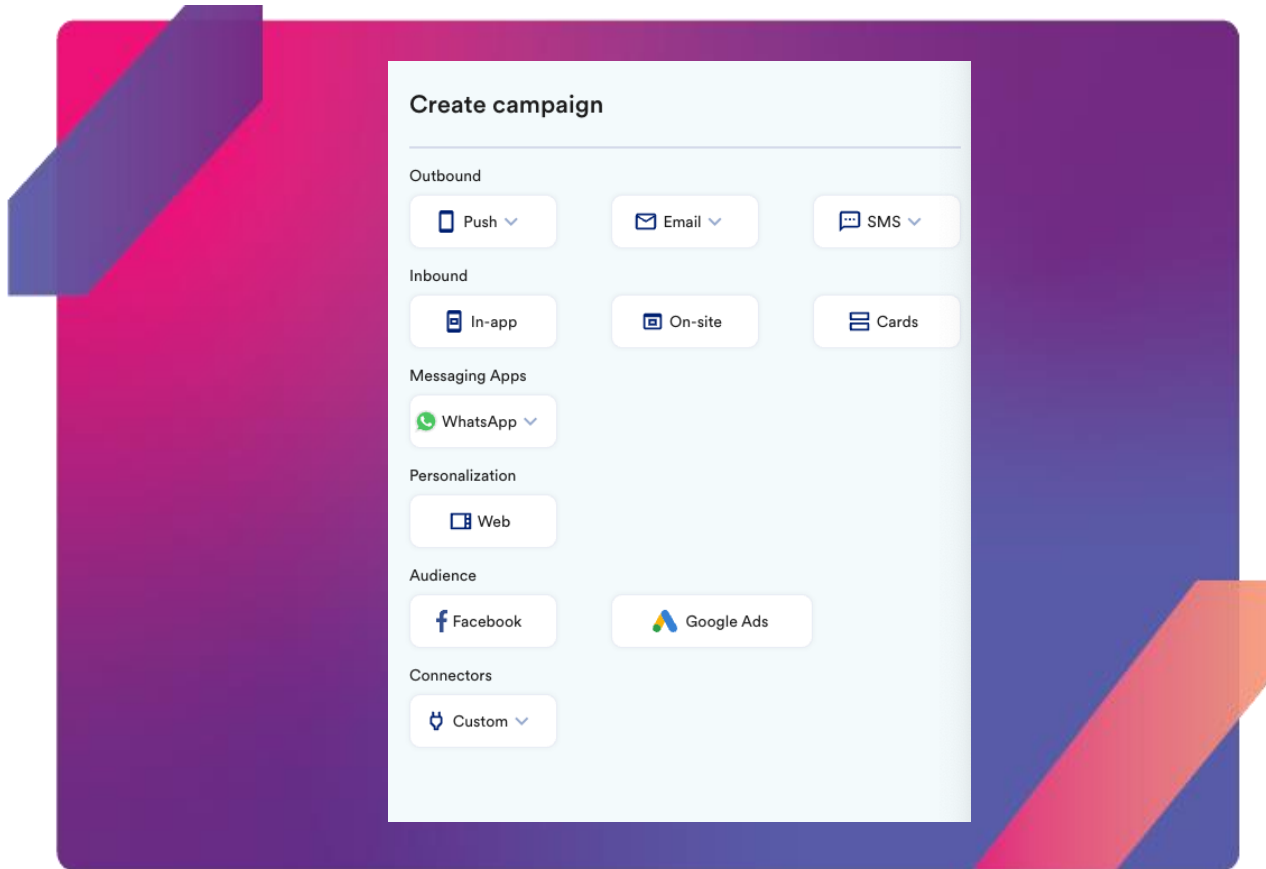 Create campaign
Outbound
Push Email SMS
Inbound
In-app On-site Cards
Messaging Apps
WhatsApp
Personalization
Web
Audience
Facebook Google Ads
Connectors
Custom